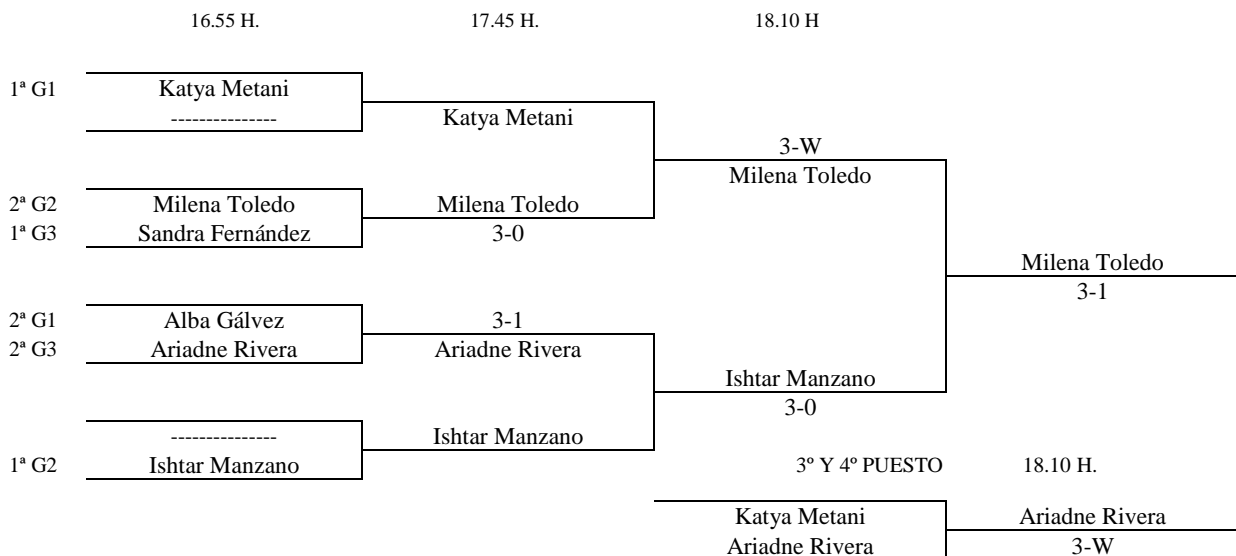 16.55 H. 17.45 H. 18.10 H
1ª G1 Katya Metani
--------------- Katya Metani
3-W
Milena Toledo
2ª G2 Milena Toledo Milena Toledo
1ª G3 Sandra Fernández 3-0
Milena Toledo
3-1
2ª G1 Alba Gálvez 3-1
2ª G3 Ariadne Rivera Ariadne Rivera
Ishtar Manzano
3-0
--------------- Ishtar Manzano
1ª G2 Ishtar Manzano 3º Y 4º PUESTO 18.10 H.
Katya Metani Ariadne Rivera
Ariadne Rivera 3-W